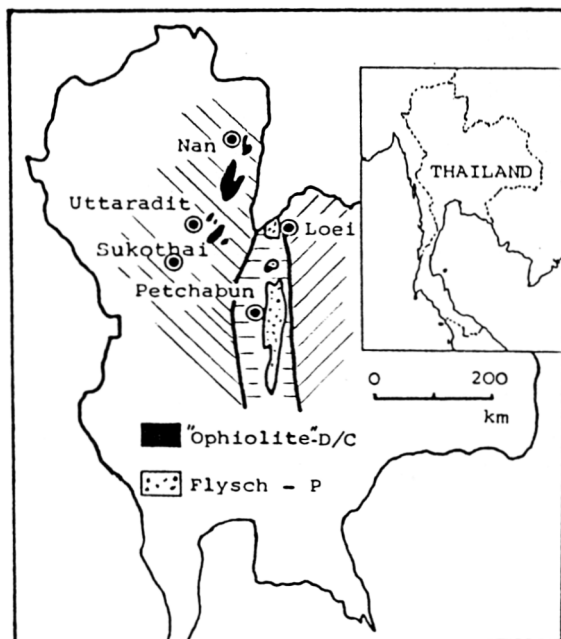 Nan
THAILAND
Uttaradit
Loei
Sukothai
Petchabun
0 200
km
"Ophiolite"-D/C
Flysch - P